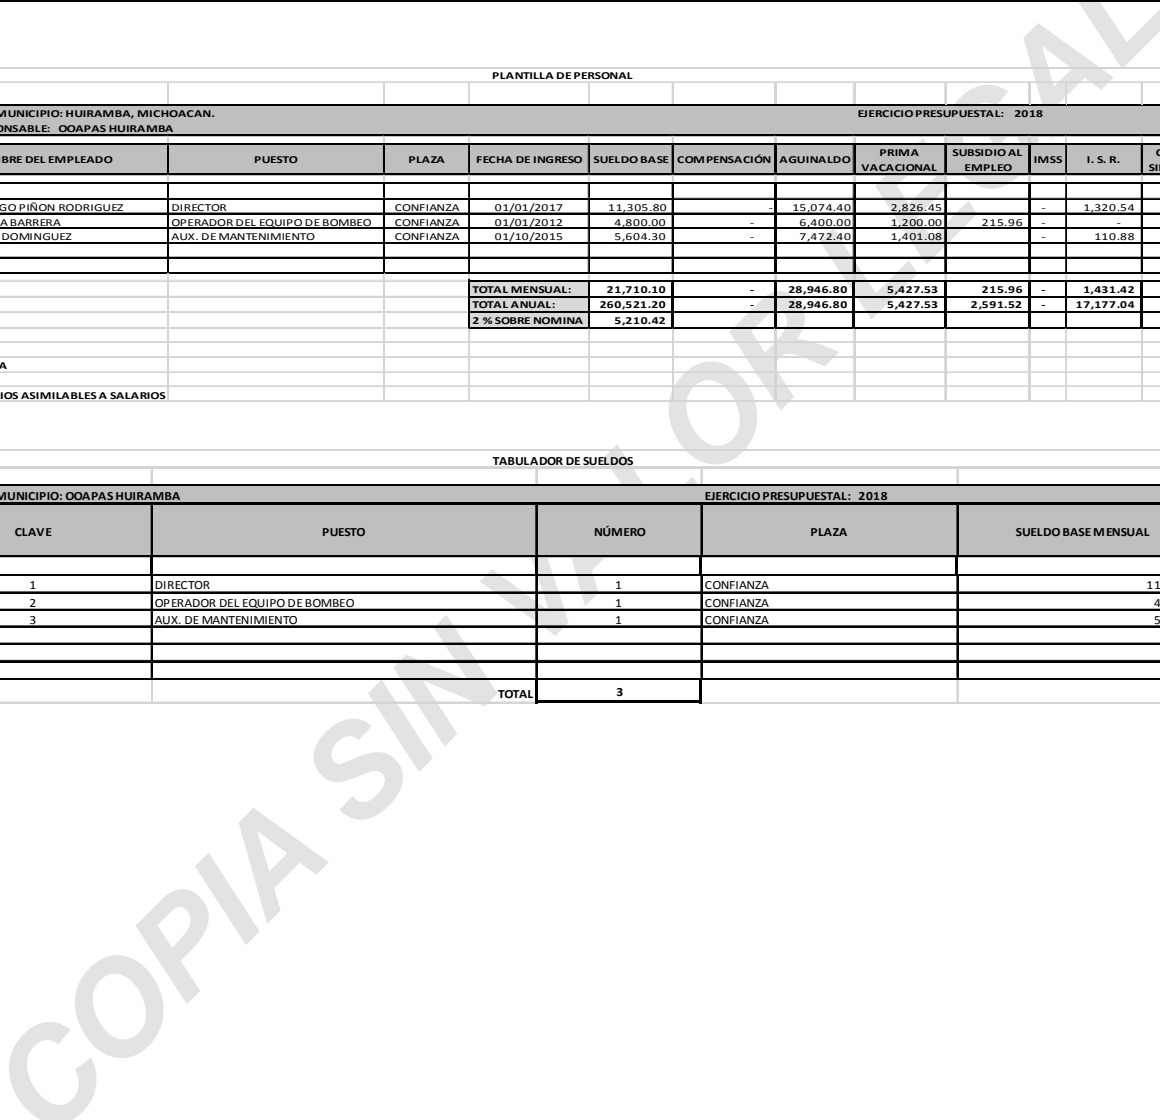 PLANTILLA DE PERSONAL
MUNICIPIO: HUIRAMBA, MICHOACAN. EJERCICIO PRESUPUESTAL: 2018
ONSABLE: OOAPAS HUIRAMBA
BRE DEL EMPLEADO PUESTO PLAZA FECHA DE INGRESO SUELDO BASE COMPENSACIÓN AGUINALDO PRIMA VACACIONAL SUBSIDIO AL EMPLEO IMSS I. S. R.
GO PIÑON RODRIGUEZ DIRECTOR CONFIANZA 01/01/2017 11,305.80 - 15,074.40 2,826.45 - 1,320.54
A BARRERA OPERADOR DEL EQUIPO DE BOMBEO CONFIANZA 01/01/2012 4,800.00 - 6,400.00 1,200.00 215.96 - -
DOMINGUEZ AUX. DE MANTENIMIENTO CONFIANZA 01/10/2015 5,604.30 - 7,472.40 1,401.08 - 110.88
TOTAL MENSUAL: 21,710.10 - 28,946.80 5,427.53 215.96 - 1,431.42
TOTAL ANUAL: 260,521.20 - 28,946.80 5,427.53 2,591.52 - 17,177.04
2 % SOBRE NOMINA 5,210.42
A
IOS ASIMILABLES A SALARIOS
TABULADOR DE SUELDOS
MUNICIPIO: OOAPAS HUIRAMBA EJERCICIO PRESUPUESTAL: 2018
CLAVE PUESTO NÚMERO PLAZA SUELDO BASE MENSUAL
1 DIRECTOR 1 CONFIANZA 11
2 OPERADOR DEL EQUIPO DE BOMBEO 1 CONFIANZA 4
3 AUX. DE MANTENIMIENTO 1 CONFIANZA 5
TOTAL 3
COPIA SIN VALOR LEGAL